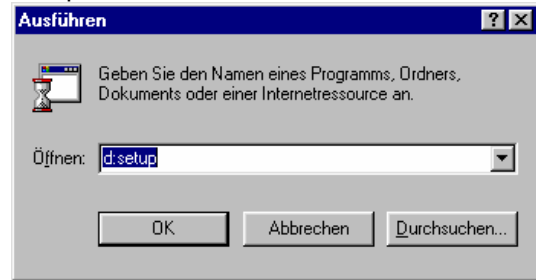 Ausführen
Geben Sie den Namen eines Programms, Ordners,
Dokuments oder einer Internetressource an.
Öffnen: d:setup
OK Abbrechen Durchsuchen...